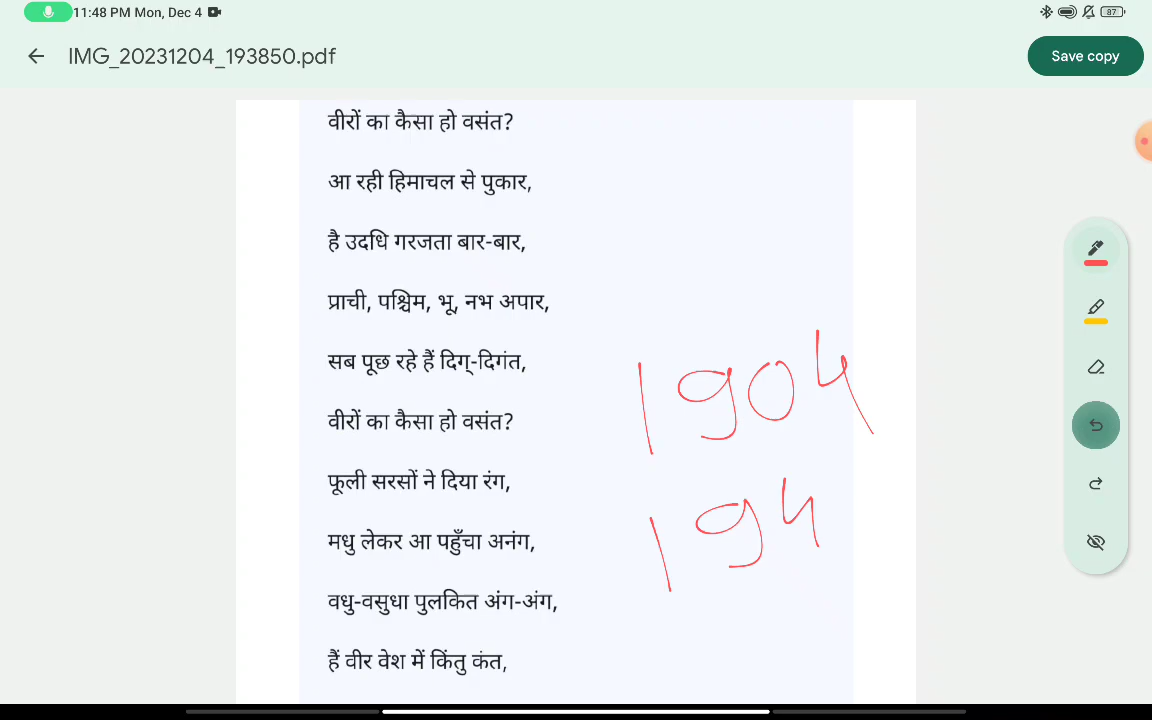 11:48 PM Mon, Dec 4
87
IMG_20231204_193850.pdf
Save copy
वीरों का कैसा हो वसंत?
आ रही हिमाचल से पुकार,
है उदधि गरजता बार-बार,
प्राची, पश्चिम, भू, नभ अपार,
सब पूछ रहे हैं दिग्-दिगंत,
1904
वीरों का कैसा हो वसंत?
फूली सरसों ने दिया रंग,
194
मधु लेकर आ पहुँचा अनंग,
वधु-वसुधा पुलकित अंग-अंग,
हैं वीर वेश में किंतु कंत,